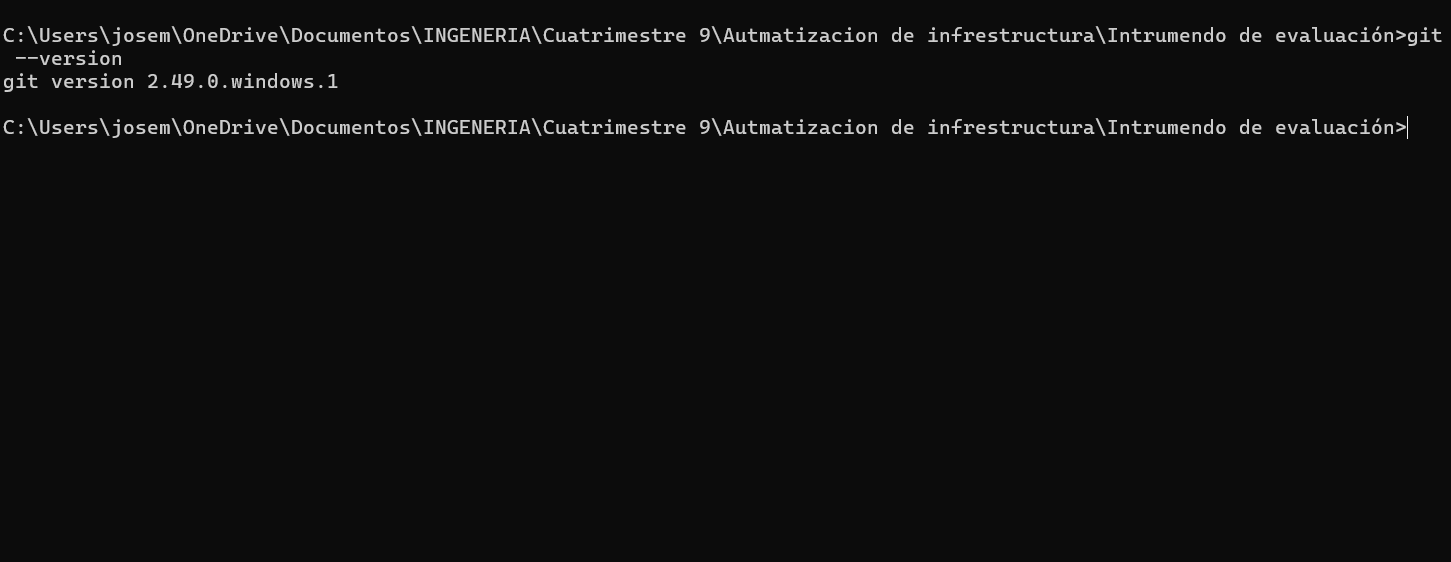 C:\Users\josem\OneDrive\Documentos\INGENERIA\Cuatrimestre 9\Autmatizacion de infrestructura\Intrumendo de evaluación>git
 --version
git version 2.49.0.windows.1
C:\Users\josem\OneDrive\Documentos\INGENERIA\Cuatrimestre 9\Autmatizacion de infrestructura\Intrumendo de evaluación>